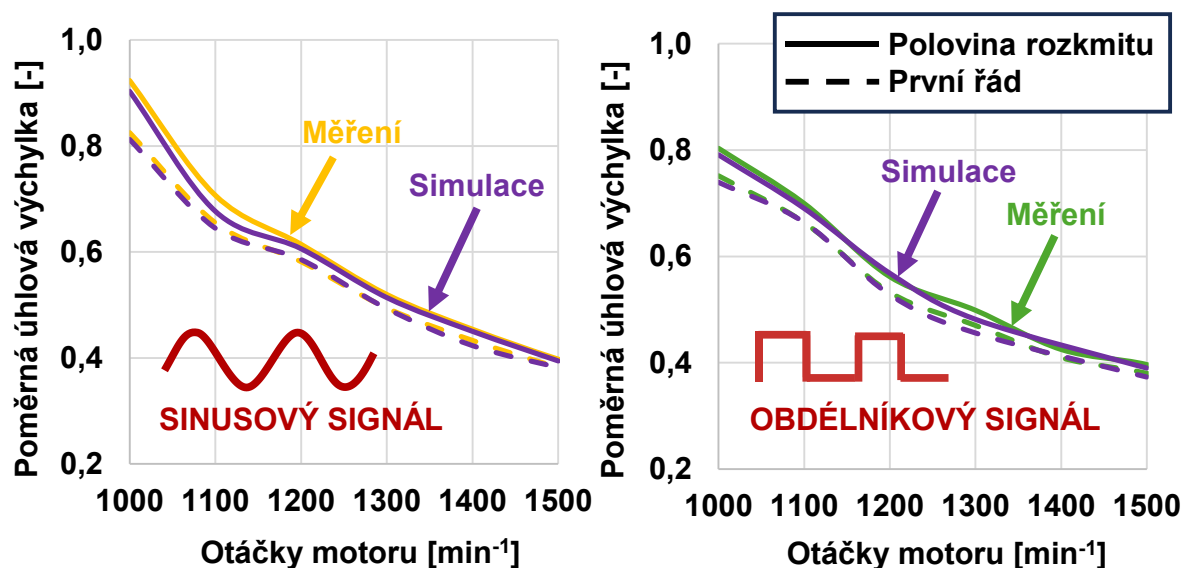 Poměrná úhlová výchylka [-]
1,0
0,8
0,6
0,4
0,2
Měření
Simulace
SINUSOVÝ SIGNÁL
1000 1100 1200 1300 1400 1500
Otáčky motoru [min⁻¹]
Poměrná úhlová výchylka [-]
1,0
0,8
0,6
0,4
0,2
Polovina rozkmitu
První řád
Simulace
Měření
OBDÉLNÍKOVÝ SIGNÁL
1000 1100 1200 1300 1400 1500
Otáčky motoru [min⁻¹]